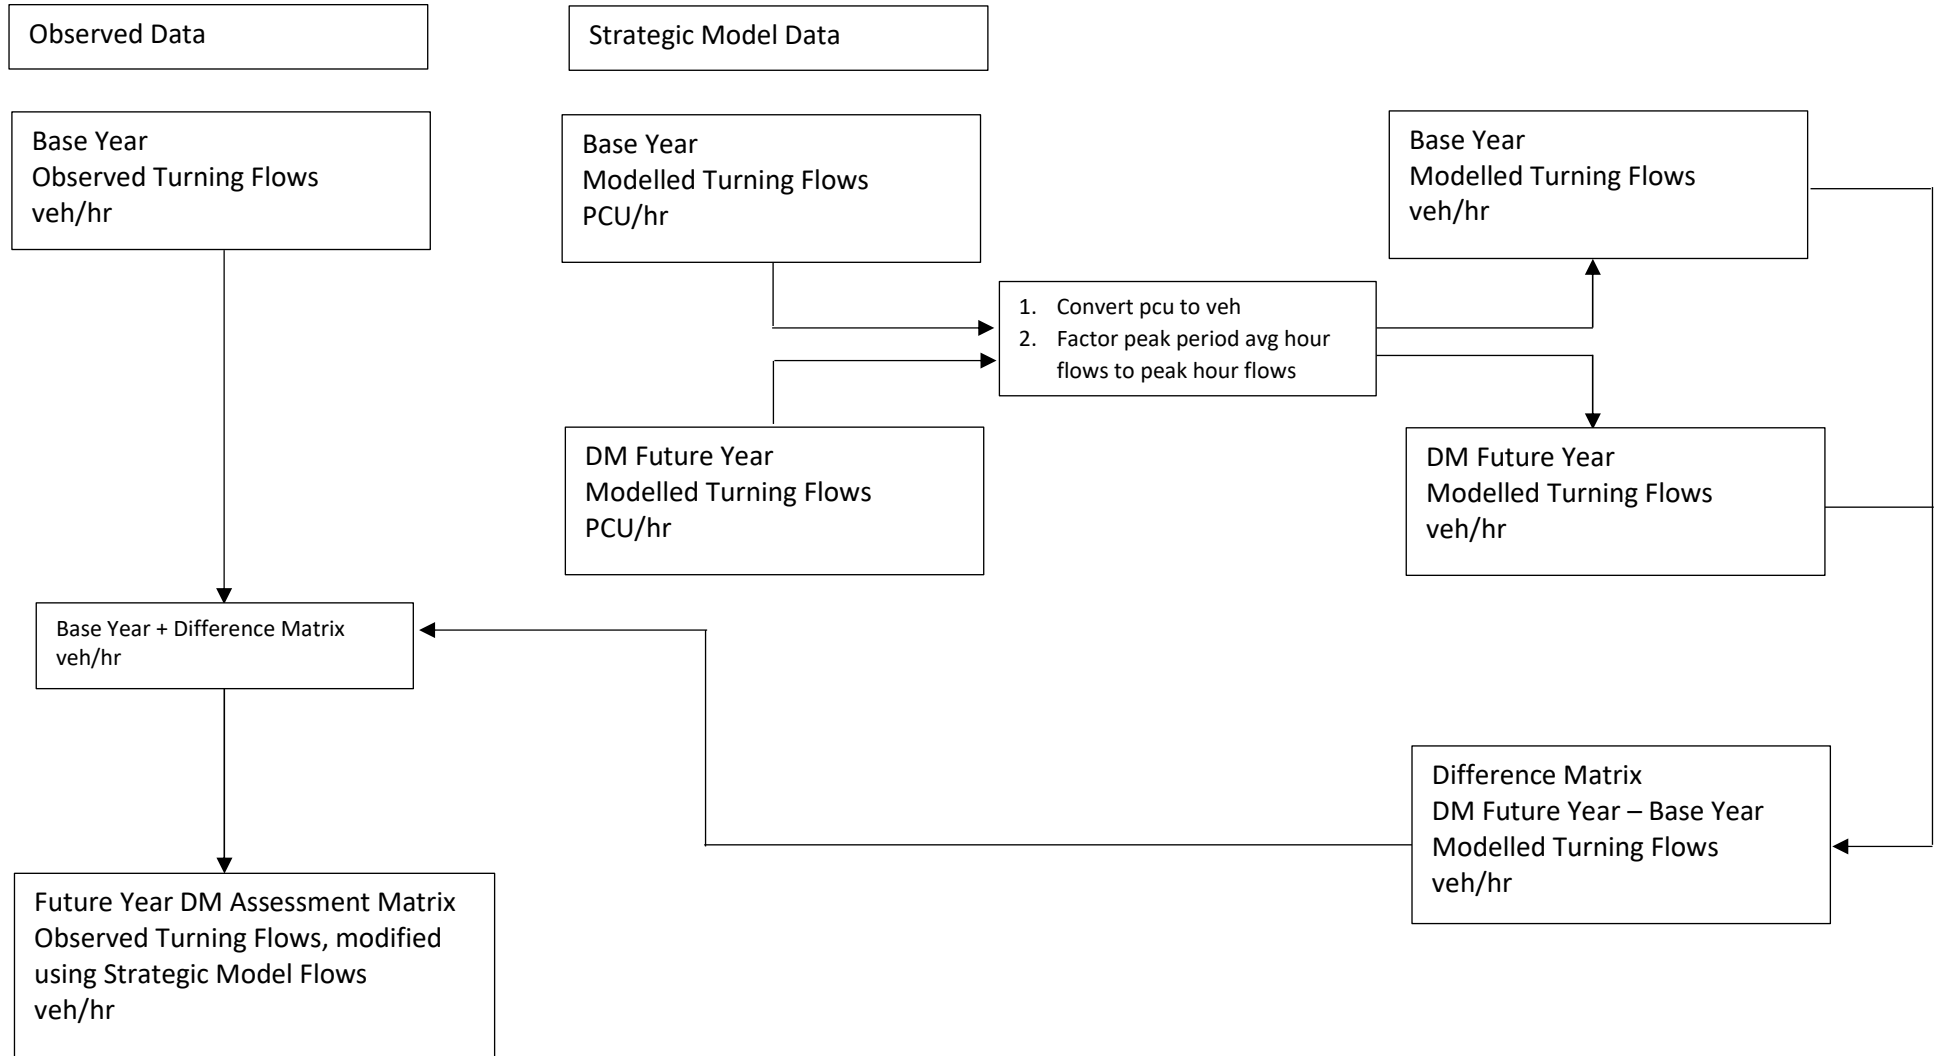 Observed Data
Strategic Model Data
Base Year
Observed Turning Flows
veh/hr
Base Year
Modelled Turning Flows
PCU/hr
Base Year
Modelled Turning Flows
veh/hr
1. Convert pcu to veh
2. Factor peak period avg hour
flows to peak hour flows
DM Future Year
Modelled Turning Flows
PCU/hr
DM Future Year
Modelled Turning Flows
veh/hr
Base Year + Difference Matrix
veh/hr
Difference Matrix
DM Future Year – Base Year
Modelled Turning Flows
veh/hr
Future Year DM Assessment Matrix
Observed Turning Flows, modified
using Strategic Model Flows
veh/hr